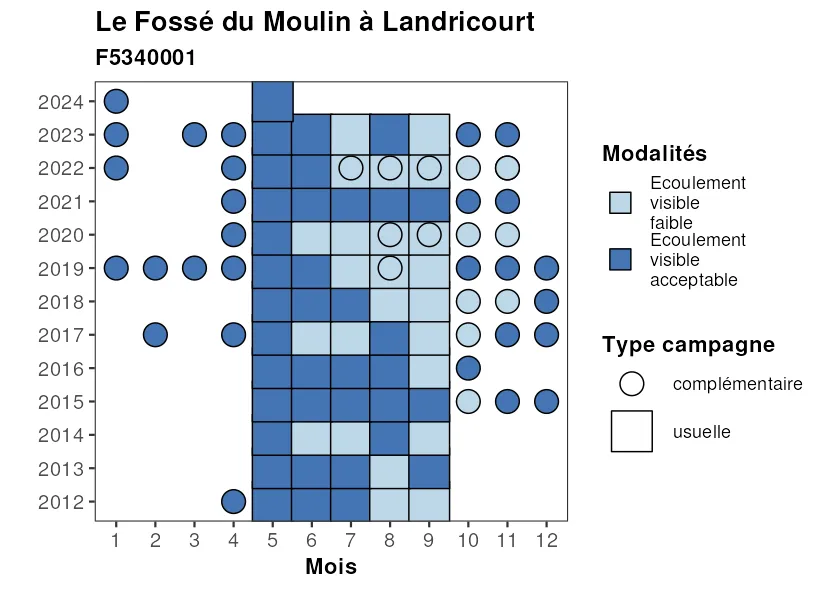 Le Fossé du Moulin à Landricourt
F5340001
2024
2023
2022
2021
2020
2019
2018
2017
2016
2015
2014
2013
2012
1 2 3 4 5 6 7 8 9 10 11 12
Mois
Modalités
Ecoulement
visible
faible
Ecoulement
visible
acceptable
Type campagne
complémentaire
usuelle